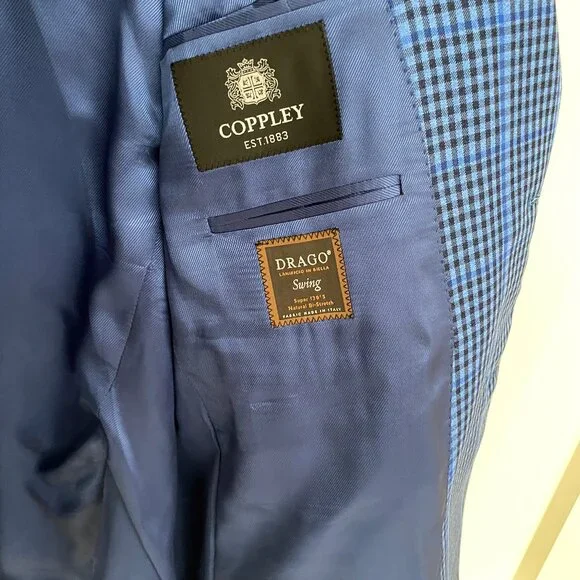 COPPLEY
EST.1883
DRAGO®
LANIFICIO IN BIELLA
Swing
Super 130'S
Natural Bi-Stretch
FABRIC MADE IN ITALY